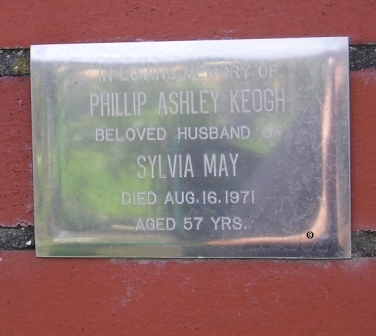 IN LOVING MEMORY OF
PHILLIP ASHLEY KEOGH
BELOVED HUSBAND OF
SYLVIA MAY
DIED AUG. 16. 1971
AGED 57 YRS.